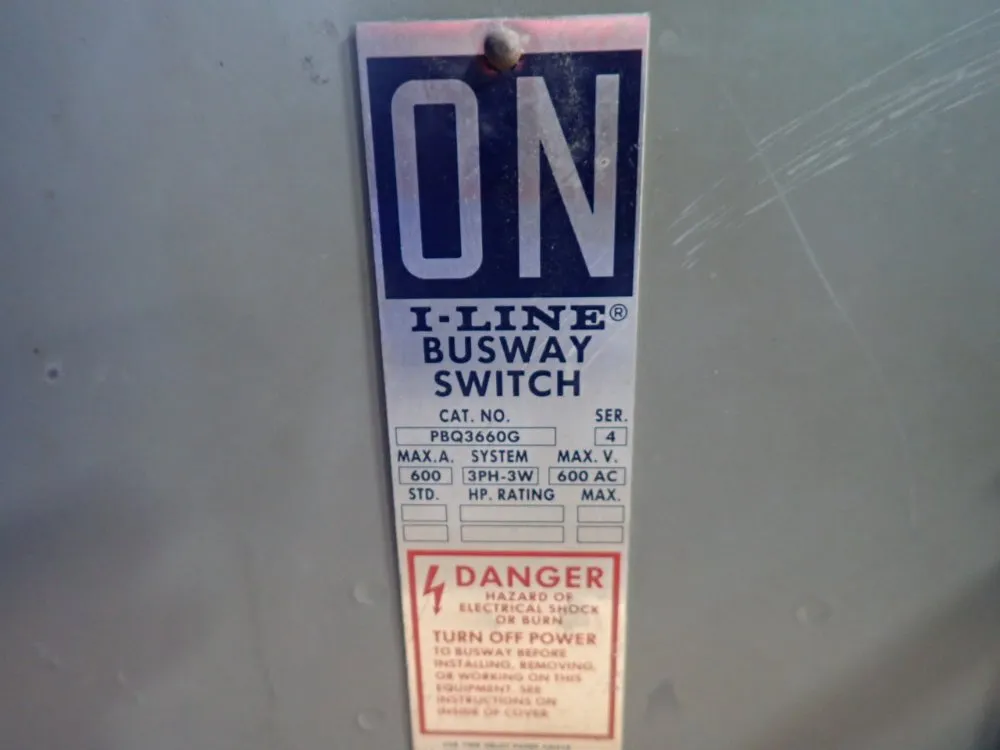 ON
I-LINE®
BUSWAY
SWITCH
CAT. NO. SER.
PBQ3660G 4
MAX.A. SYSTEM MAX. V.
600 3PH-3W 600 AC
STD. HP. RATING MAX.
DANGER
HAZARD OF
ELECTRICAL SHOCK
OR BURN
TURN OFF POWER
TO BUSWAY BEFORE
INSTALLING, REMOVING,
OR WORKING ON THIS
EQUIPMENT. SEE
INSTRUCTIONS ON
INSIDE OF COVER